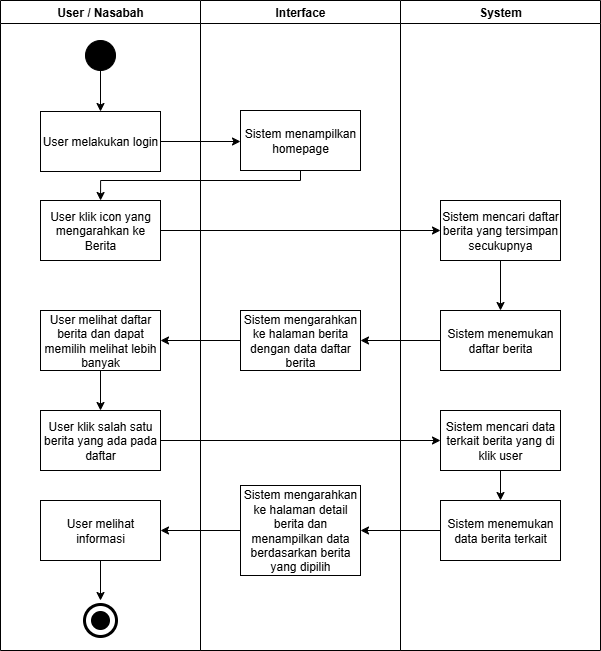 User / Nasabah
Interface
System
User melakukan login
Sistem menampilkan
homepage
User klik icon yang
mengarahkan ke
Berita
Sistem mencari daftar
berita yang tersimpan
secukupnya
User melihat daftar
berita dan dapat
memilih melihat lebih
banyak
Sistem mengarahkan
ke halaman berita
dengan data daftar
berita
Sistem menemukan
daftar berita
User klik salah satu
berita yang ada pada
daftar
Sistem mencari data
terkait berita yang di
klik user
User melihat
informasi
Sistem mengarahkan
ke halaman detail
berita dan
menampilkan data
berdasarkan berita
yang dipilih
Sistem menemukan
data berita terkait